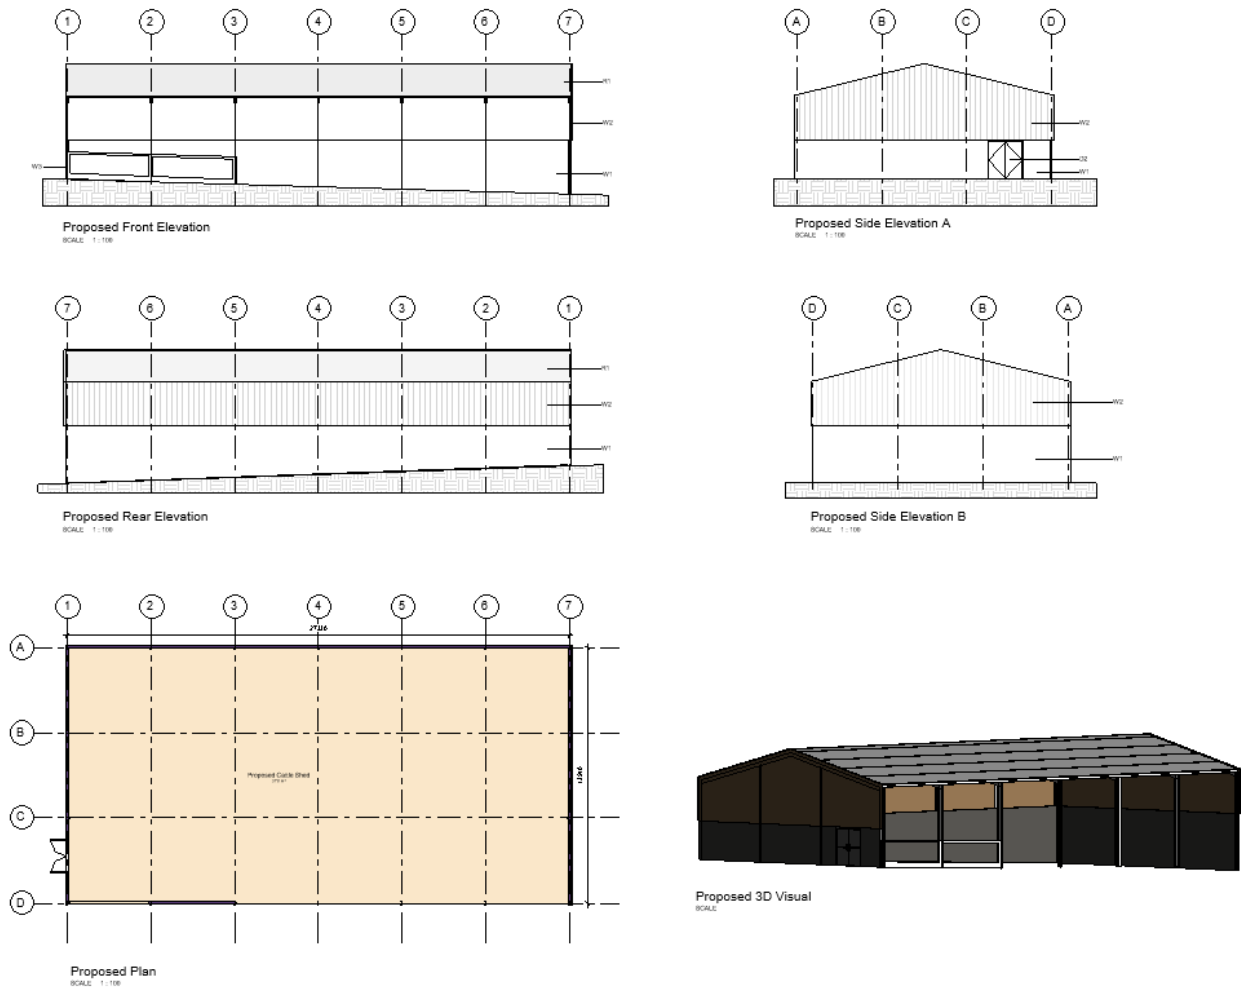 1 2 3 4 5 6 7
A B C D
R1
W2
W2
W3
D2
W1
W1
Proposed Front Elevation
SCALE 1 : 100
Proposed Side Elevation A
SCALE 1 : 100
7 6 5 4 3 2 1
D C B A
R1
W2
W2
W1
W1
Proposed Rear Elevation
SCALE 1 : 100
Proposed Side Elevation B
SCALE 1 : 100
1 2 3 4 5 6 7
A
B
Proposed Cattle Shed
C
D
Proposed 3D Visual
SCALE
Proposed Plan
SCALE 1 : 100